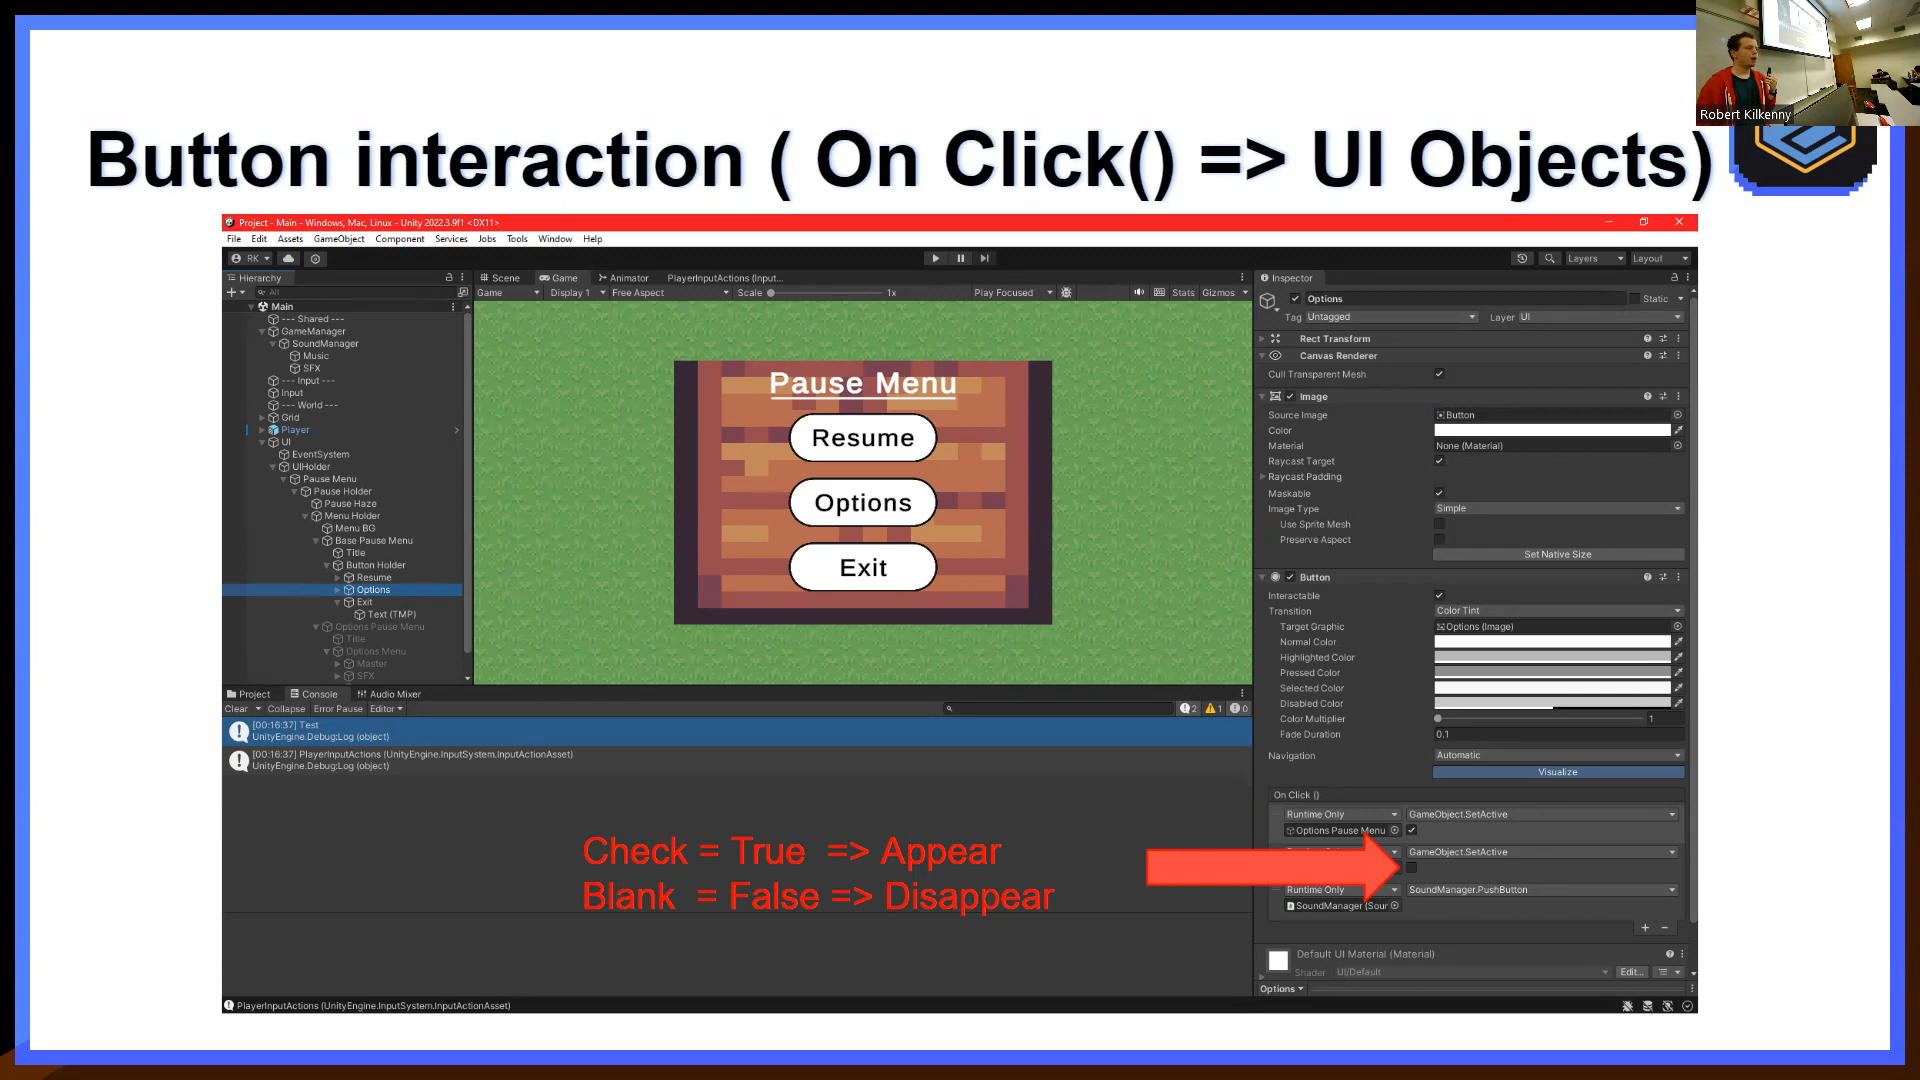 Robert Kilkenny
Button interaction ( On Click() => UI Objects)
Project - Main - Windows, Mac, Linux - Unity 2022.3.9f1 <DX11>
File Edit Assets GameObject Component Services Jobs Tools Window Help
RK
Layers
Layout
Hierarchy
All
Main
--- Shared ---
GameManager
SoundManager
Music
SFX
--- Input ---
Input
--- World ---
Grid
Player
UI
EventSystem
UIHolder
Pause Menu
Pause Holder
Pause Haze
Menu Holder
Menu BG
Base Pause Menu
Title
Button Holder
Resume
Options
Exit
Text (TMP)
Options Pause Menu
Title
Options Menu
Master
SFX
Scene Game Animator PlayerInputActions (Input...
Game Display 1 Free Aspect Scale 1x Play Focused Stats Gizmos
Pause Menu
Resume
Options
Exit
Project Console Audio Mixer
Clear Collapse Error Pause Editor
2 1 0
[00:16:37] Test
UnityEngine.Debug:Log (object)
[00:16:37] PlayerInputActions (UnityEngine.InputSystem.InputActionAsset)
UnityEngine.Debug:Log (object)
Check = True => Appear
Blank = False => Disappear
PlayerInputActions (UnityEngine.InputSystem.InputActionAsset)
Inspector
Options Static
Tag Untagged Layer UI
Rect Transform
Canvas Renderer
Cull Transparent Mesh
Image
Source Image Button
Color
Material None (Material)
Raycast Target
Raycast Padding
Maskable
Image Type Simple
Use Sprite Mesh
Preserve Aspect
Set Native Size
Button
Interactable
Transition Color Tint
Target Graphic Options (Image)
Normal Color
Highlighted Color
Pressed Color
Selected Color
Disabled Color
Color Multiplier 1
Fade Duration 0.1
Navigation Automatic
Visualize
On Click ()
Runtime Only GameObject.SetActive
Options Pause Menu
GameObject.SetActive
Runtime Only SoundManager.PushButton
SoundManager (Sour
Default UI Material (Material)
Shader UI/Default Edit...
Options